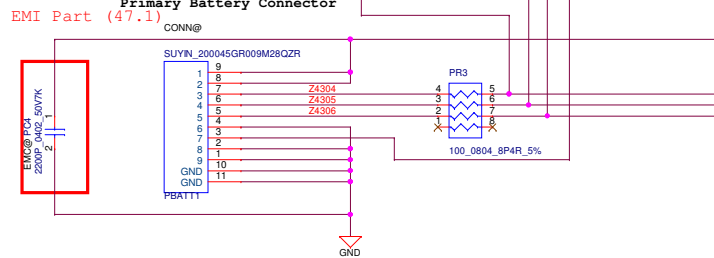 Primary Battery Connector
EMI Part (47.1)
CONN@
SUYIN_200045GR009M28QZR
1 9
2 8
3 7 Z4304
4 6 Z4305
5 5 Z4306
6 4
7 3
8 2
9 1
GND 10
GND 11
PBATT1
PR3
4 5
3 6
2 7
1 8
100_0804_8P4R_5%
EMC@ PC4
2200P_0402_50V7K
1
2
GND